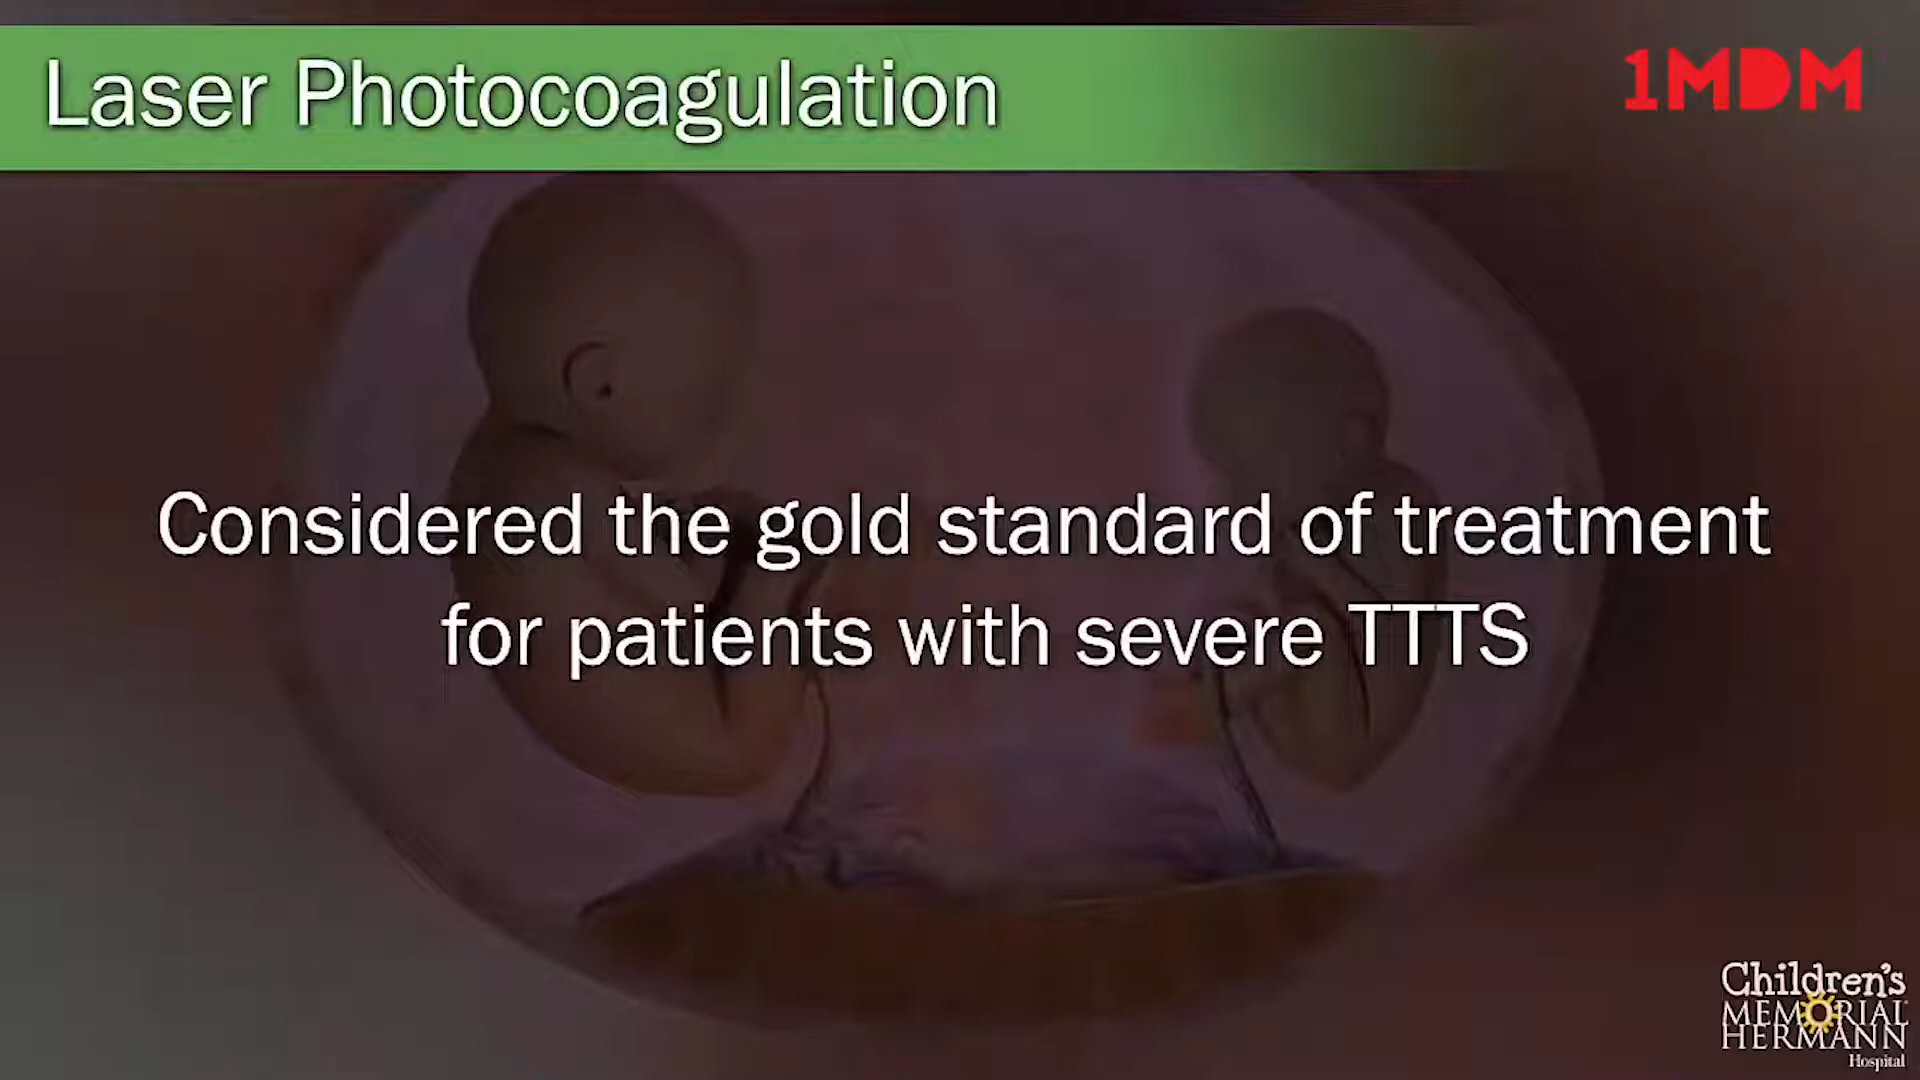 Laser Photocoagulation
1MDM
Considered the gold standard of treatment
for patients with severe TTTS
Children's
MEMORIAL
HERMANN
Hospital